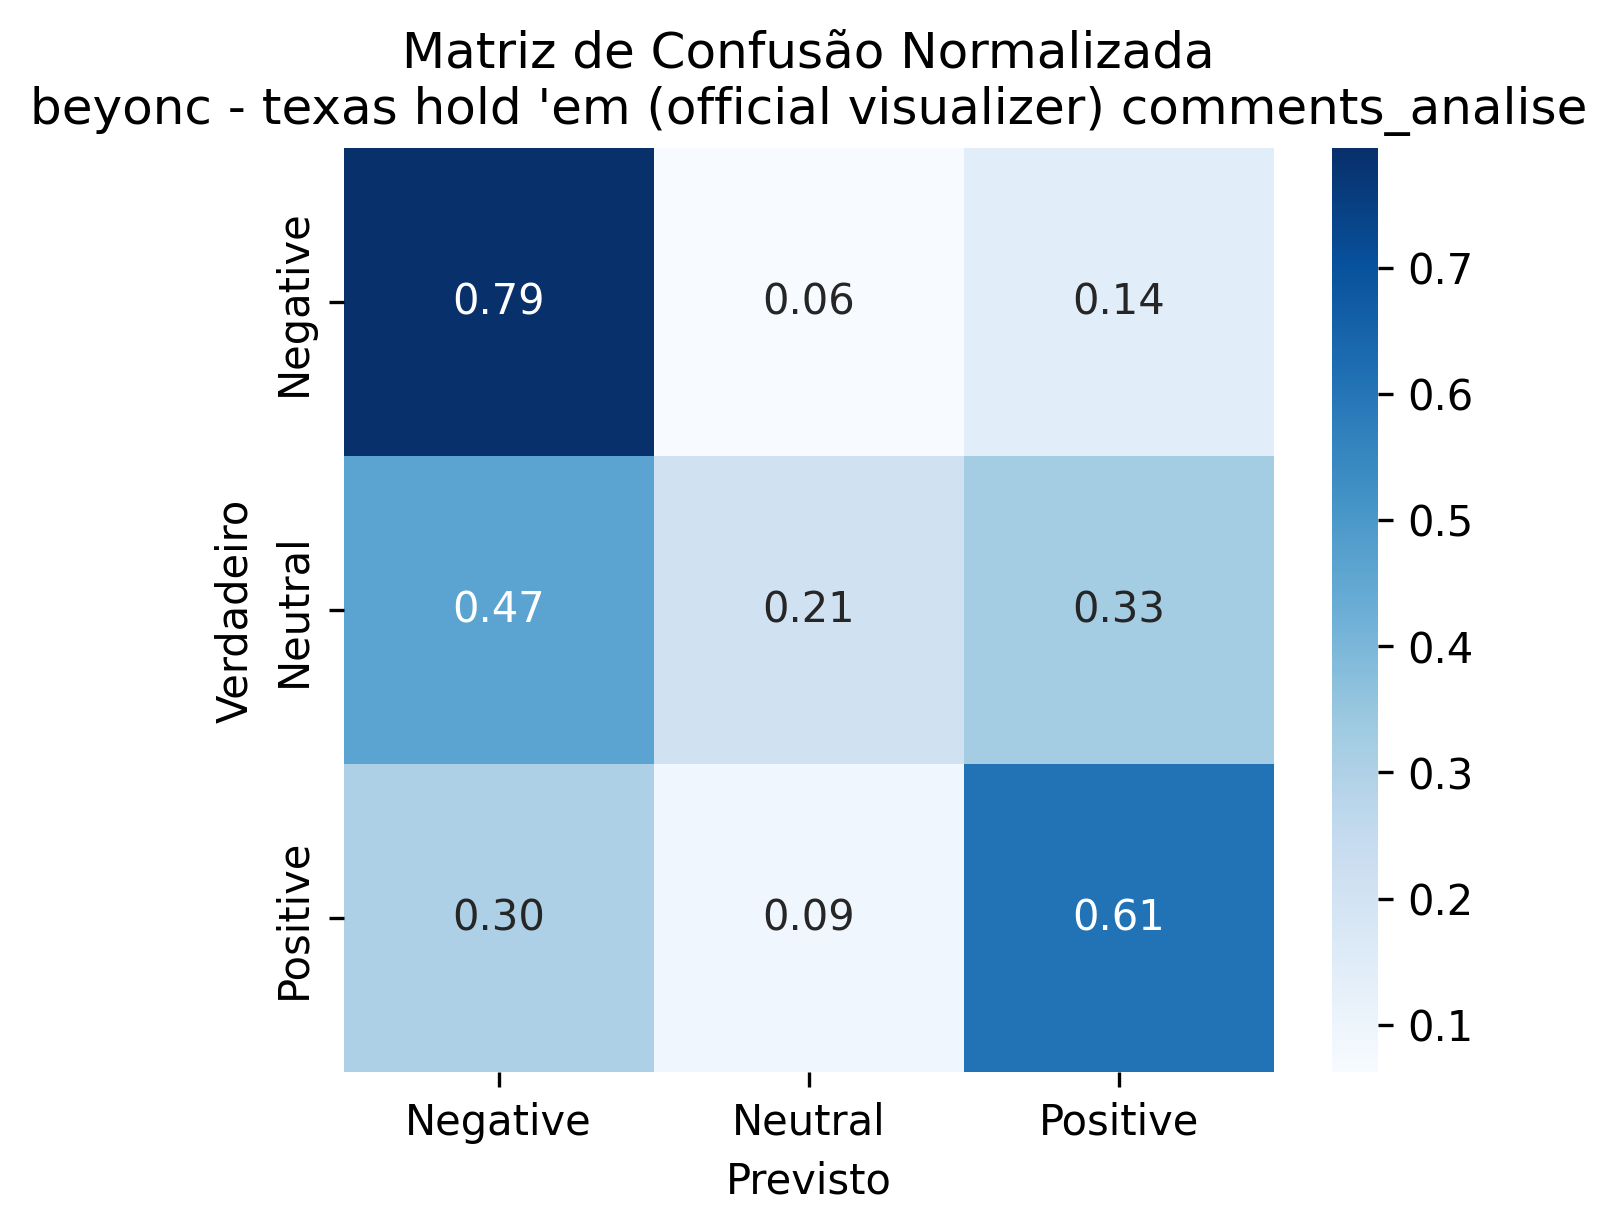 Matriz de Confusão Normalizada
beyonc - texas hold 'em (official visualizer) comments_analise
Verdadeiro
Negative
0.79
0.06
0.14
Neutral
0.47
0.21
0.33
Positive
0.30
0.09
0.61
Negative
Neutral
Positive
Previsto
0.7
0.6
0.5
0.4
0.3
0.2
0.1